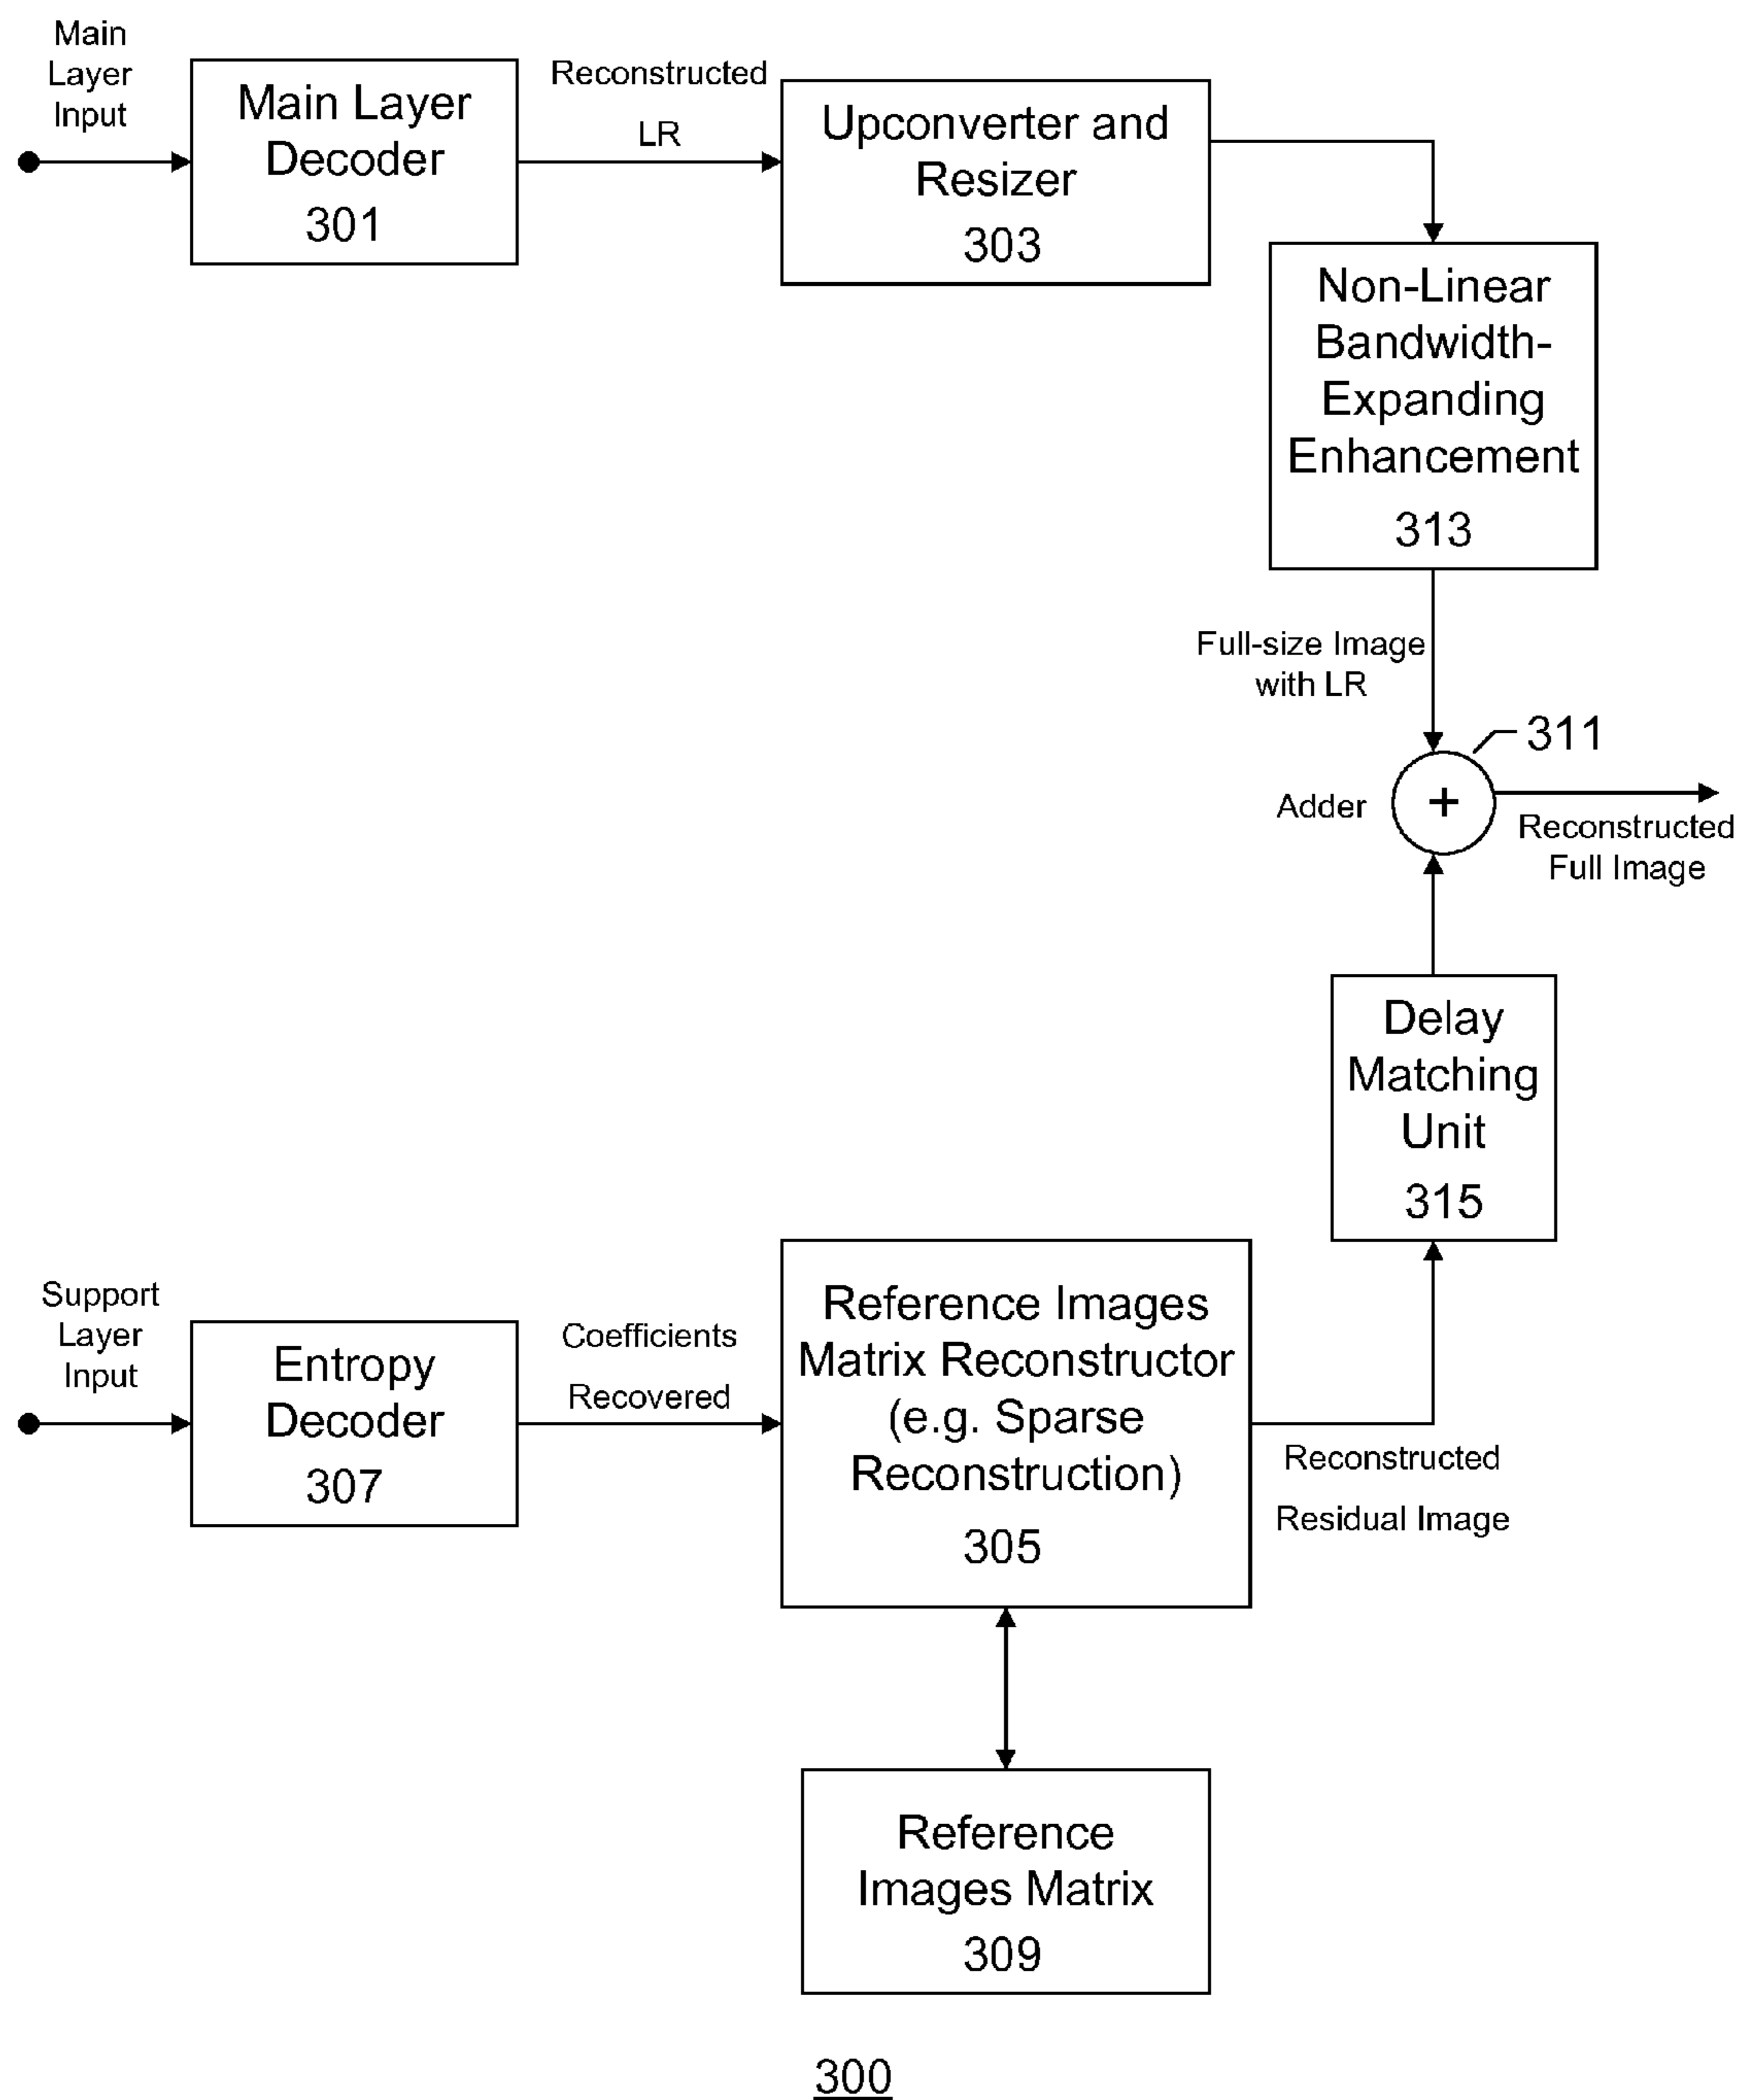 Main
Layer
Input
Main Layer
Decoder
301
Reconstructed
LR
Upconverter and
Resizer
303
Non-Linear
Bandwidth-
Expanding
Enhancement
313
Full-size Image
with LR
311
Adder
+
Reconstructed
Full Image
Delay
Matching
Unit
315
Support
Layer
Input
Entropy
Decoder
307
Coefficients
Recovered
Reference Images
Matrix Reconstructor
(e.g. Sparse
Reconstruction)
305
Reconstructed
Residual Image
Reference
Images Matrix
309
300